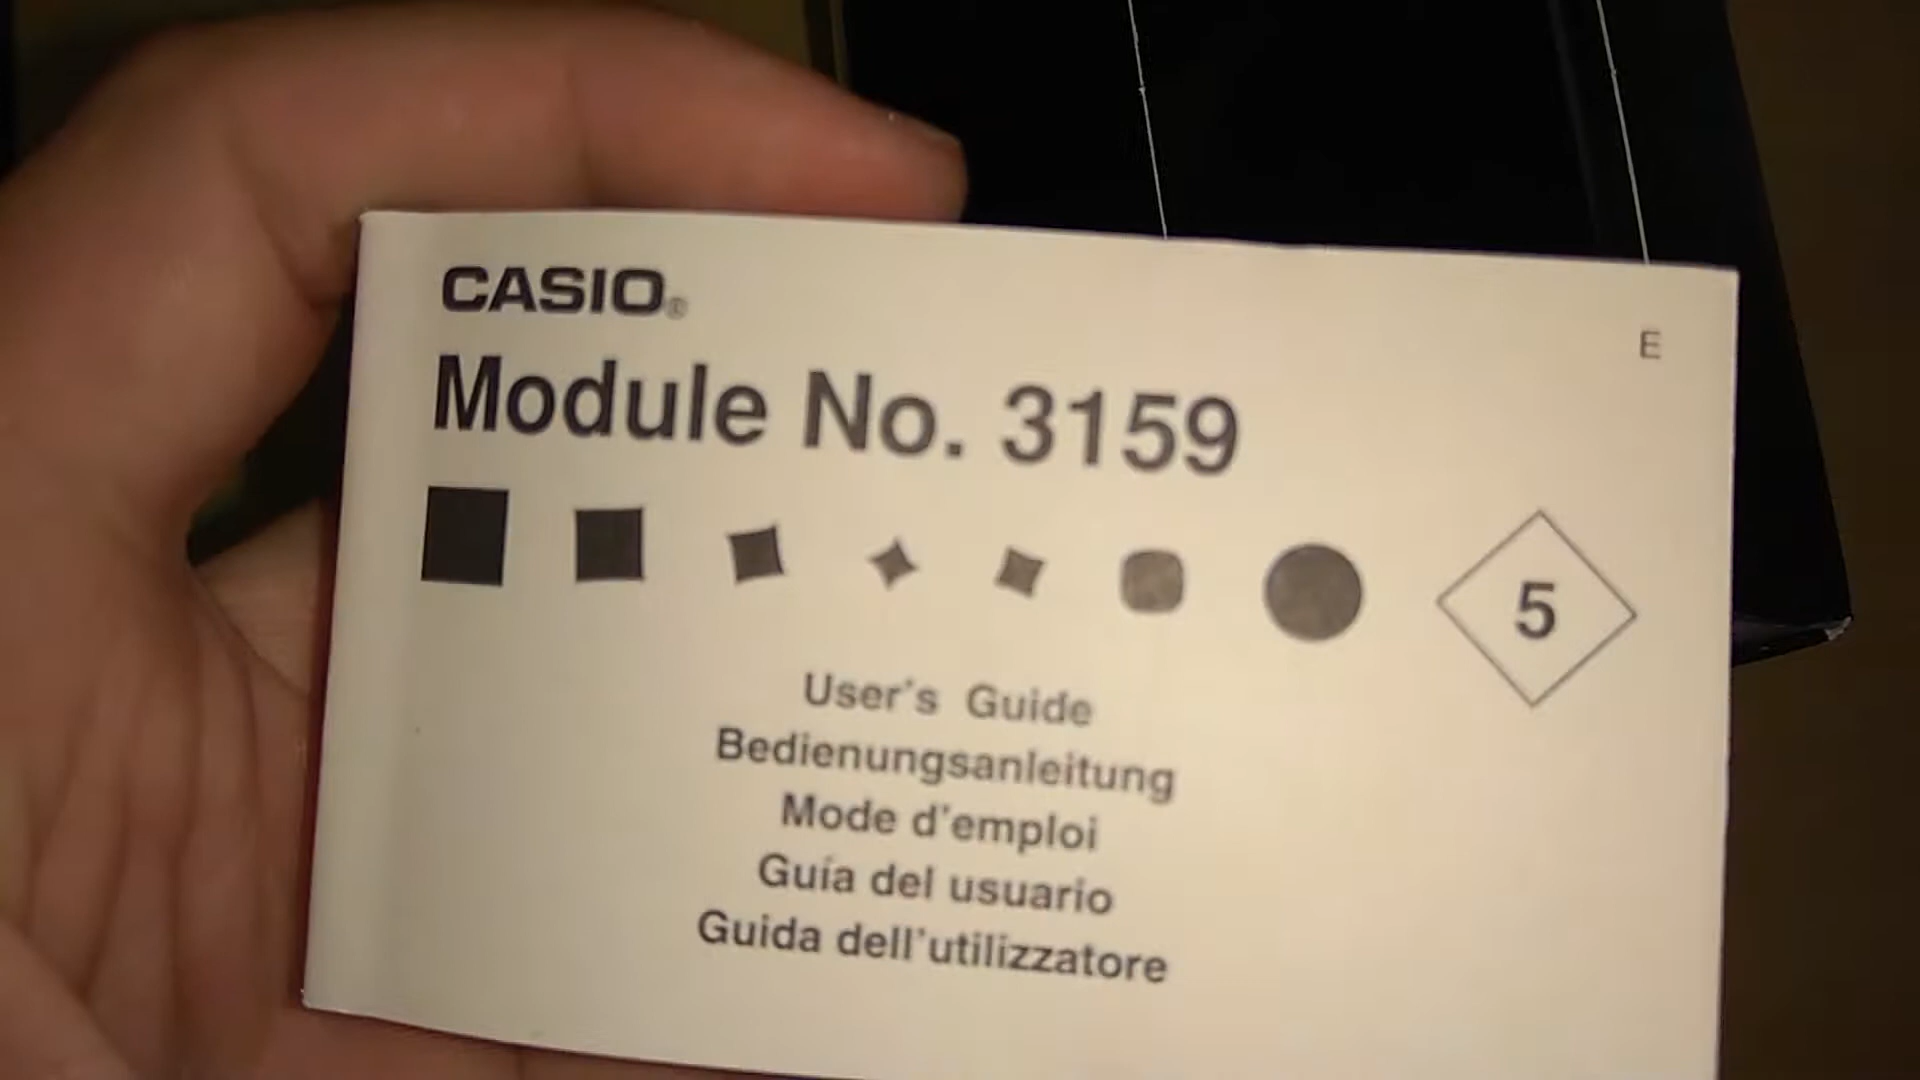 CASIO®
E
Module No. 3159
5
User's Guide
Bedienungsanleitung
Mode d'emploi
Guía del usuario
Guida dell'utilizzatore